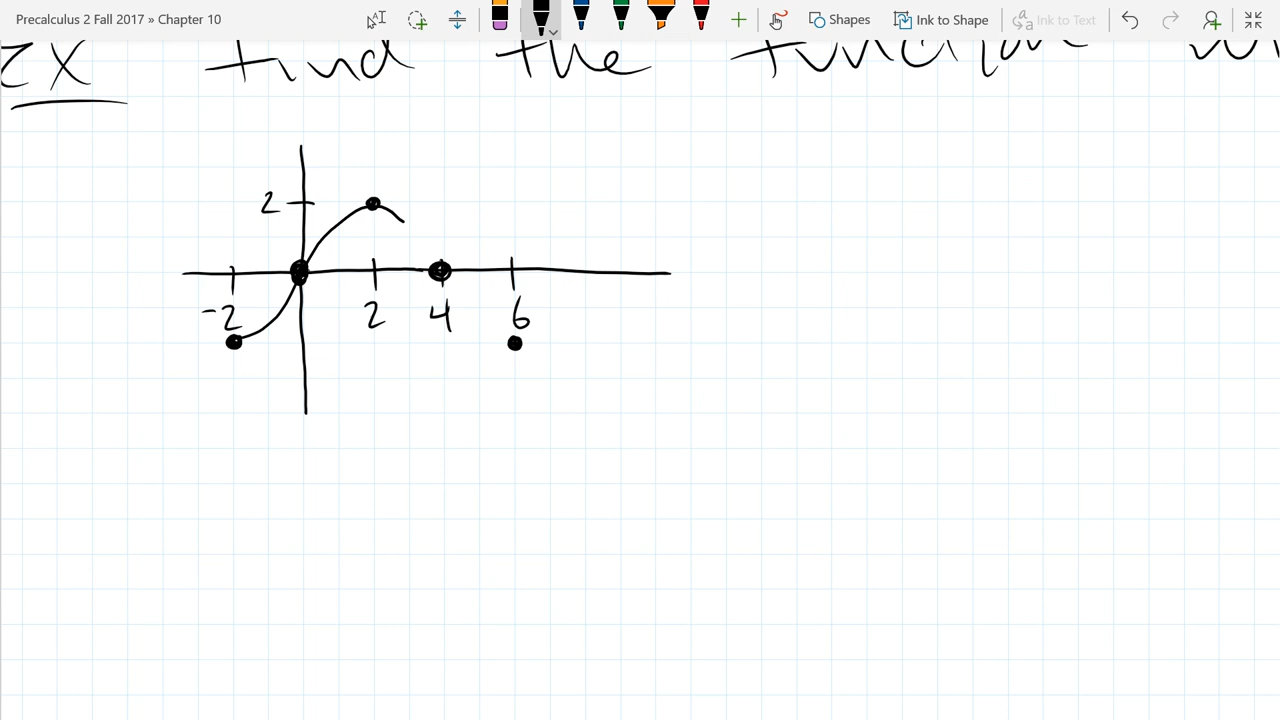 Precalculus 2 Fall 2017 » Chapter 10
Shapes
Ink to Shape
Ink to Text
Ex find the function
2
-2 2 4 6